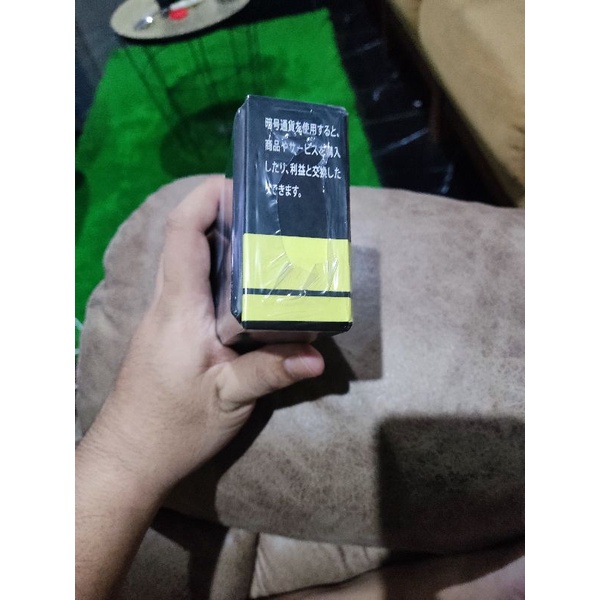 暗号通貨を使用すると、
商品やサービスを購入
したり、利益と交換した
りできます。